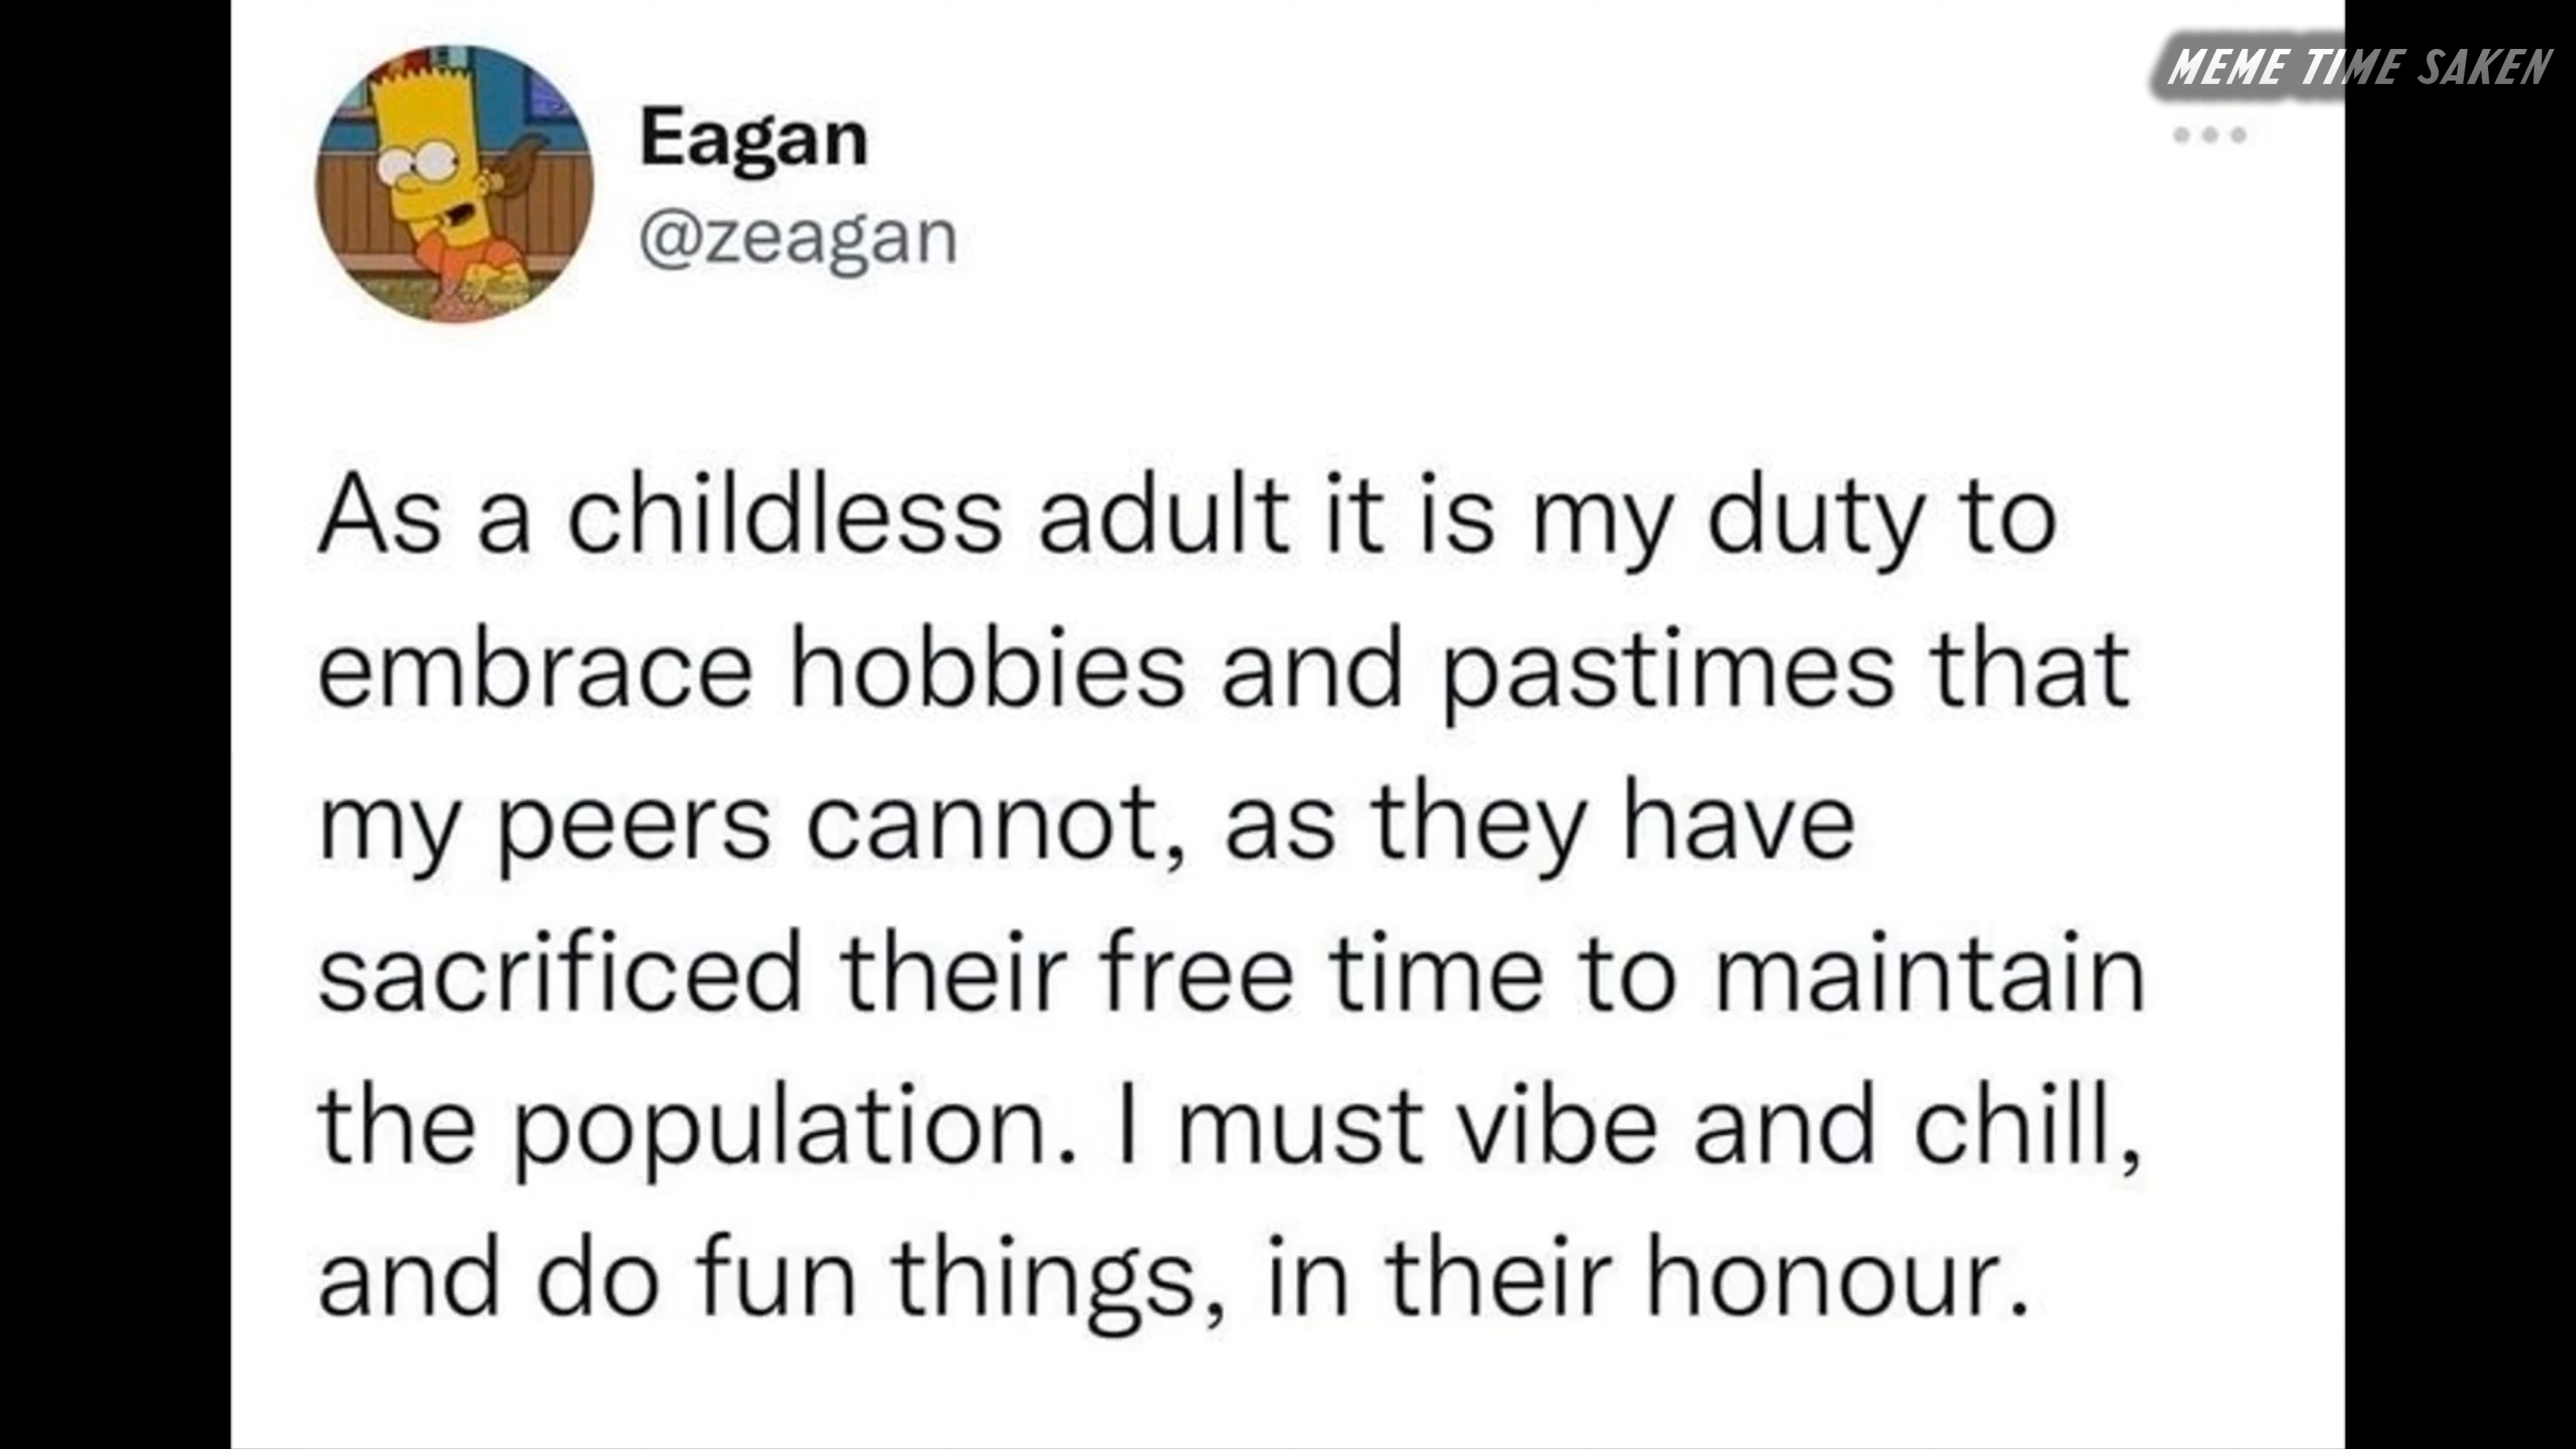 MEME TIME SAKEN
Eagan
@zeagan
As a childless adult it is my duty to
embrace hobbies and pastimes that
my peers cannot, as they have
sacrificed their free time to maintain
the population. I must vibe and chill,
and do fun things, in their honour.